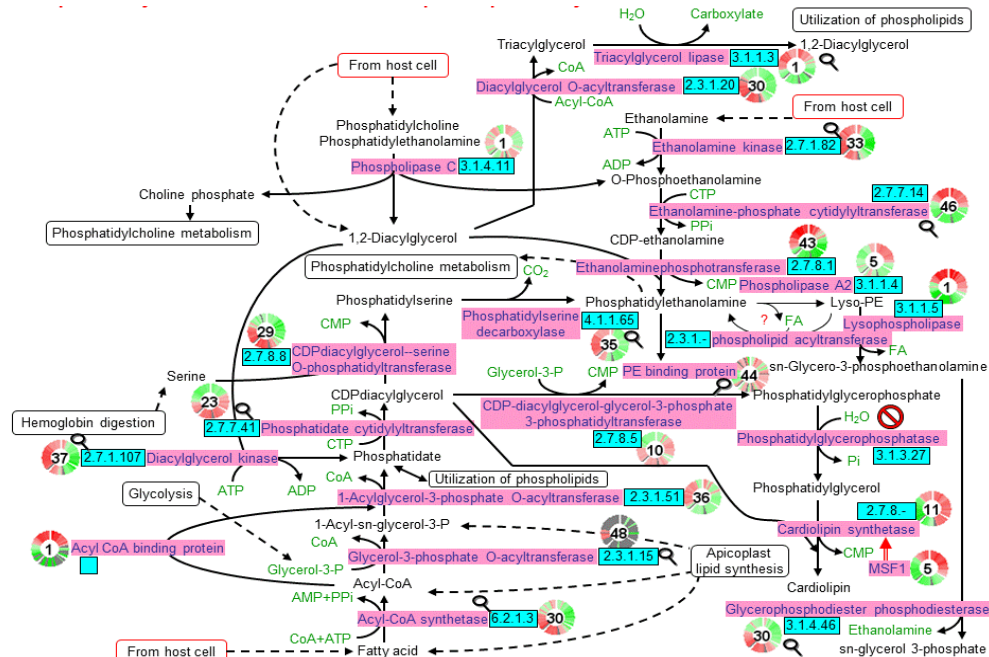 H2O
Carboxylate
Utilization of phospholipids
Triacylglycerol
1,2-Diacylglycerol
Triacylglycerol lipase
3.1.1.3
1
From host cell
CoA
Diacylglycerol O-acyltransferase
2.3.1.20
30
Acyl-CoA
From host cell
Ethanolamine
Phosphatidylcholine
Phosphatidylethanolamine
1
ATP
Ethanolamine kinase
2.7.1.82
33
Phospholipase C
3.1.4.11
ADP
O-Phosphoethanolamine
Choline phosphate
CTP
2.7.7.14
Ethanolamine-phosphate cytidylyltransferase
46
PPi
Phosphatidylcholine metabolism
1,2-Diacylglycerol
CDP-ethanolamine
43
Phosphatidylcholine metabolism
CO2
Ethanolaminephosphotransferase
2.7.8.1
5
CMP
Phospholipase A2
3.1.1.4
1
Phosphatidylserine
Phosphatidylethanolamine
Lyso-PE
3.1.1.5
CMP
Phosphatidylserine
decarboxylase
4.1.1.65
?
FA
Lysophospholipase
29
2.7.8.8
CDPdiacylglycerol--serine
O-phosphatidyltransferase
35
2.3.1.-
phospholipid acyltransferase
FA
Serine
Glycerol-3-P
CMP
PE binding protein
44
sn-Glycero-3-phosphoethanolamine
23
CDPdiacylglycerol
Phosphatidylglycerophosphate
Hemoglobin digestion
PPi
CDP-diacylglycerol-glycerol-3-phosphate
3-phosphatidyltransferase
H2O
2.7.7.41
Phosphatidate cytidylyltransferase
2.7.8.5
10
Phosphatidylglycerophosphatase
CTP
37
2.7.1.107
Diacylglycerol kinase
Phosphatidate
Pi
3.1.3.27
ATP
ADP
CoA
Utilization of phospholipids
Phosphatidylglycerol
Glycolysis
1-Acylglycerol-3-phosphate O-acyltransferase
2.3.1.51
36
2.7.8.-
11
1-Acyl-sn-glycerol-3-P
48
Cardiolipin synthetase
1
Acyl CoA binding protein
CoA
Glycerol-3-phosphate O-acyltransferase
2.3.1.15
Apicoplast
lipid synthesis
CMP
MSF1
5
Glycerol-3-P
Acyl-CoA
Cardiolipin
AMP+PPi
Acyl-CoA synthetase
6.2.1.3
30
Glycerophosphodiester phosphodiesterase
CoA+ATP
30
3.1.4.46
Ethanolamine
From host cell
Fatty acid
sn-glycerol 3-phosphate